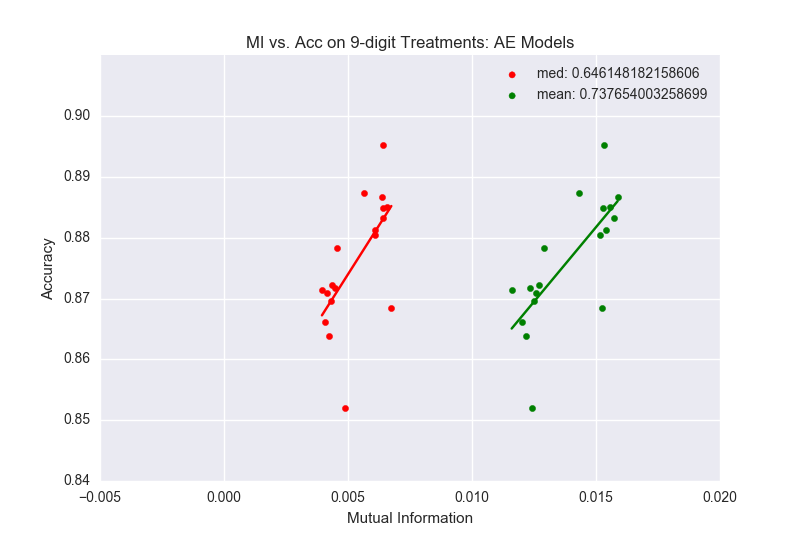 MI vs. Acc on 9-digit Treatments: AE Models
med: 0.646148182158606
mean: 0.737654003258699
0.90
0.89
0.88
0.87
0.86
0.85
0.84
Accuracy
−0.005 0.000 0.005 0.010 0.015 0.020
Mutual Information